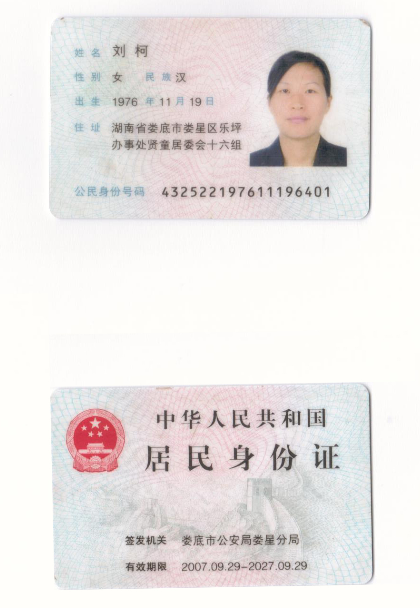 姓名 刘柯
性别 女 民族 汉
出生 1976 年 11 月 19 日
住址 湖南省娄底市娄星区乐坪
办事处贤童居委会十六组
公民身份号码 432522197611196401
中华人民共和国
居民身份证
签发机关 娄底市公安局娄星分局
有效期限 2007.09.29-2027.09.29